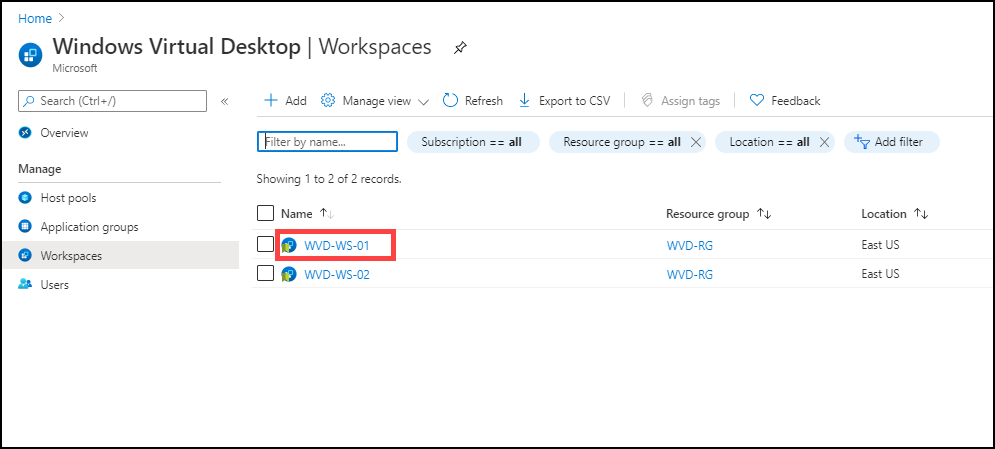 Home >
Windows Virtual Desktop | Workspaces
Microsoft
Search (Ctrl+/) «
Overview
Manage
Host pools
Application groups
Workspaces
Users
+ Add Manage view Refresh Export to CSV Assign tags Feedback
Filter by name... Subscription == all Resource group == all × Location == all × Add filter
Showing 1 to 2 of 2 records.
Name ↑↓ Resource group ↑↓ Location ↑↓
WVD-WS-01 WVD-RG East US
WVD-WS-02 WVD-RG East US